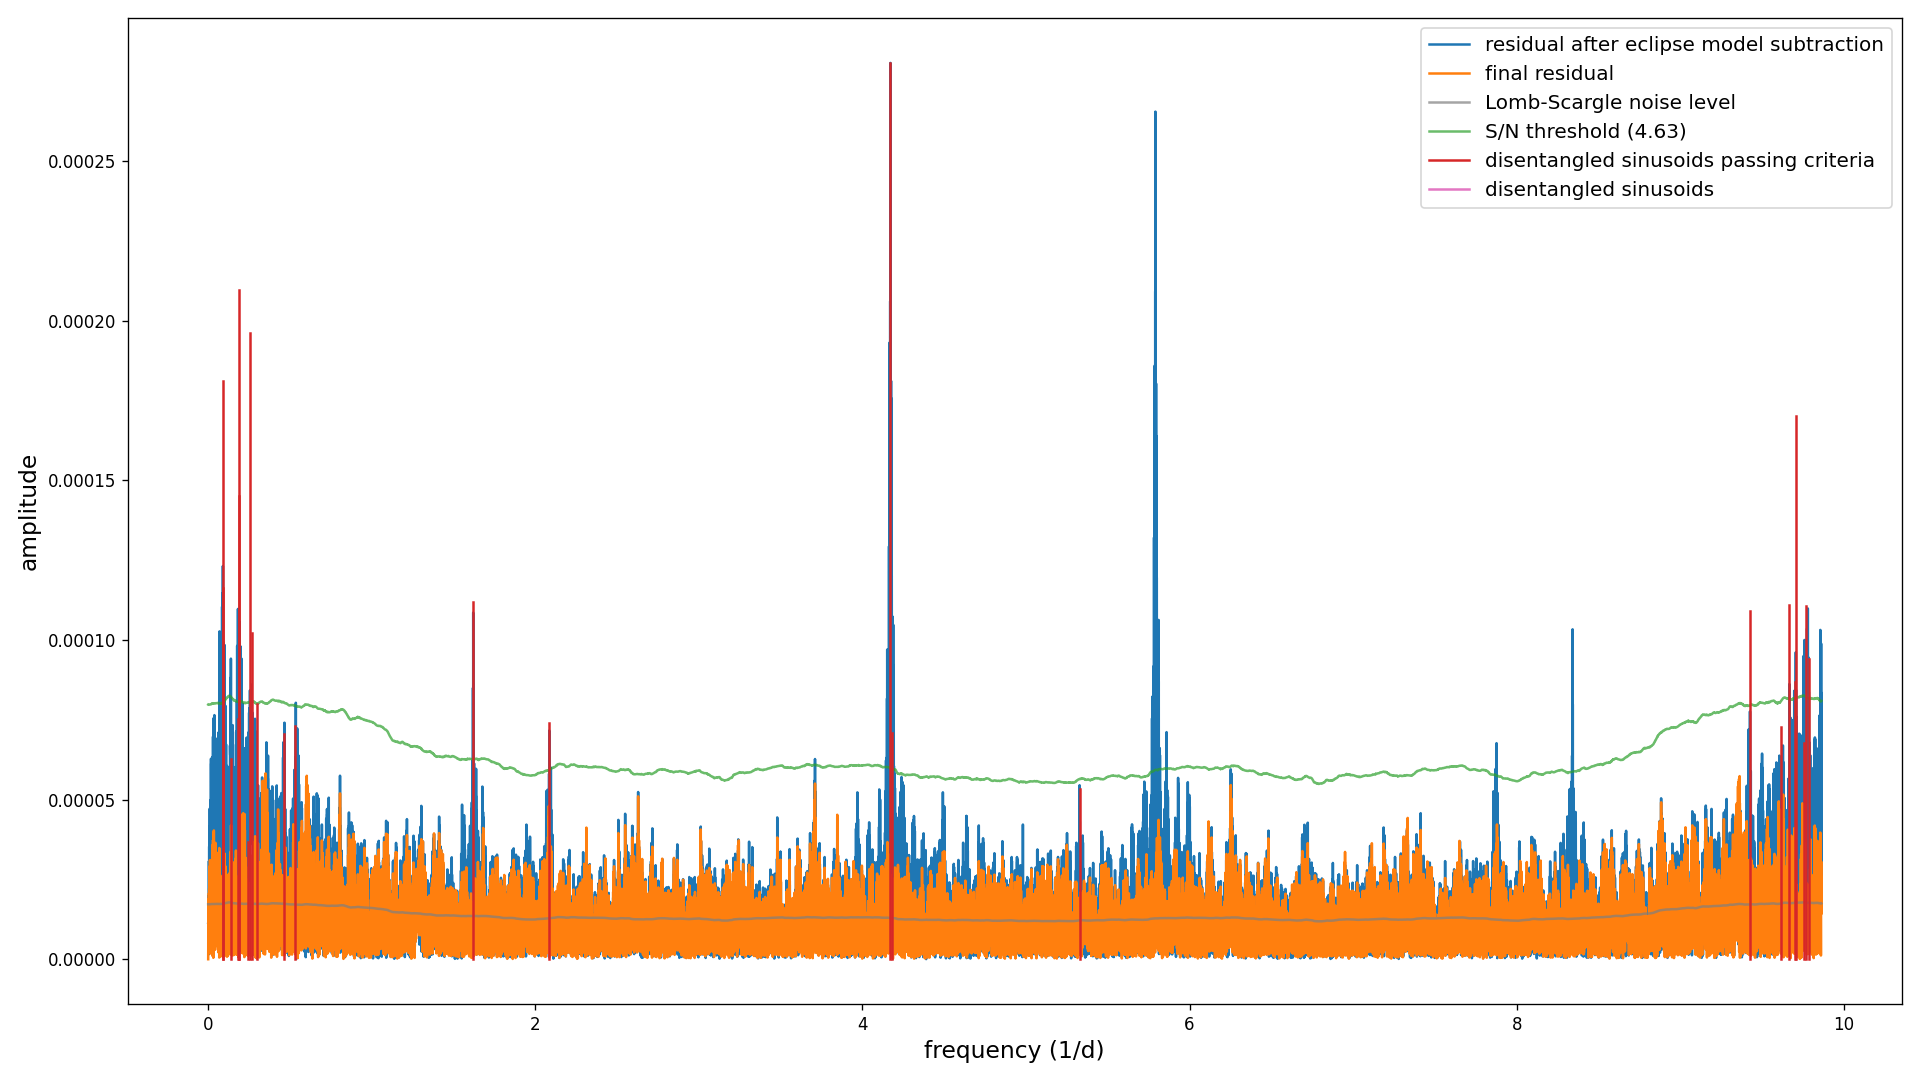 residual after eclipse model subtraction
final residual
Lomb-Scargle noise level
S/N threshold (4.63)
disentangled sinusoids passing criteria
disentangled sinusoids
amplitude
0.00025
0.00020
0.00015
0.00010
0.00005
0.00000
0 2 4 6 8 10
frequency (1/d)